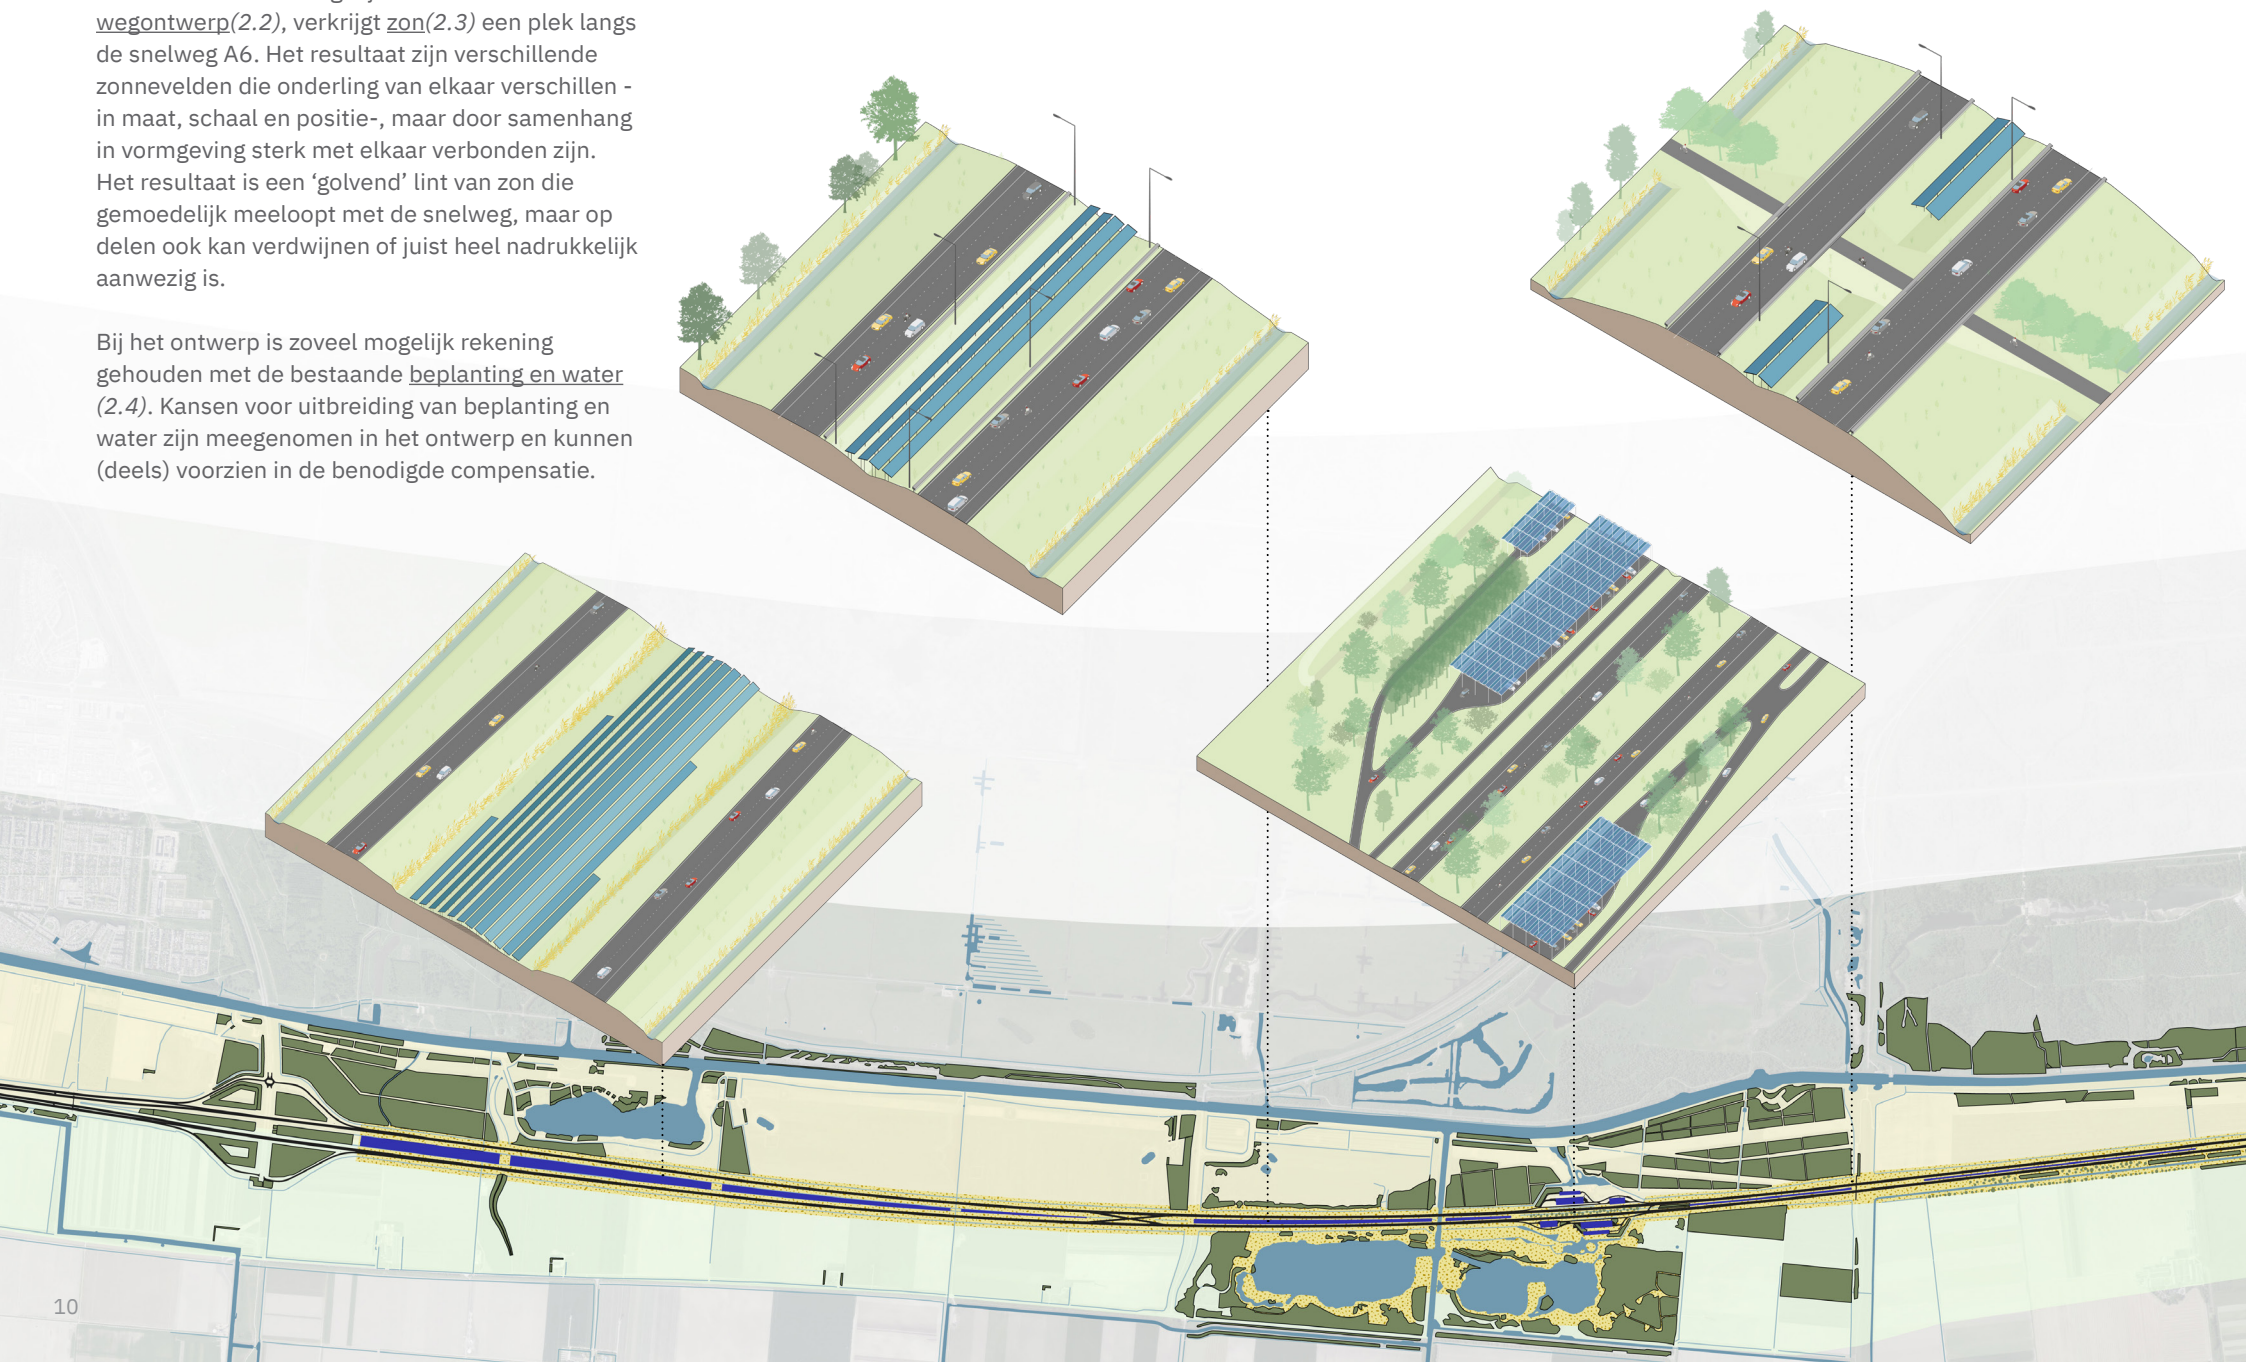 wegontwerp(2.2), verkrijgt zon(2.3) een plek langs
de snelweg A6. Het resultaat zijn verschillende
zonnevelden die onderling van elkaar verschillen -
in maat, schaal en positie-, maar door samenhang
in vormgeving sterk met elkaar verbonden zijn.
Het resultaat is een ‘golvend’ lint van zon die
gemoedelijk meeloopt met de snelweg, maar op
delen ook kan verdwijnen of juist heel nadrukkelijk
aanwezig is.
Bij het ontwerp is zoveel mogelijk rekening
gehouden met de bestaande beplanting en water
(2.4). Kansen voor uitbreiding van beplanting en
water zijn meegenomen in het ontwerp en kunnen
(deels) voorzien in de benodigde compensatie.
10